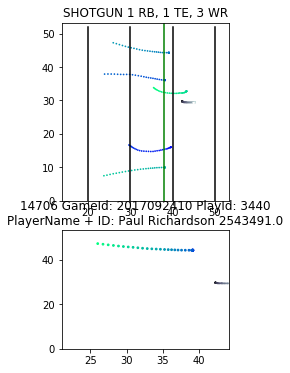 SHOTGUN 1 RB, 1 TE, 3 WR
50
40
30
20
10
0
20 30 40 50
14706 GameId: 2017092410 PlayId: 3440
PlayerName + ID: Paul Richardson 2543491.0
40
20
0
25 30 35 40